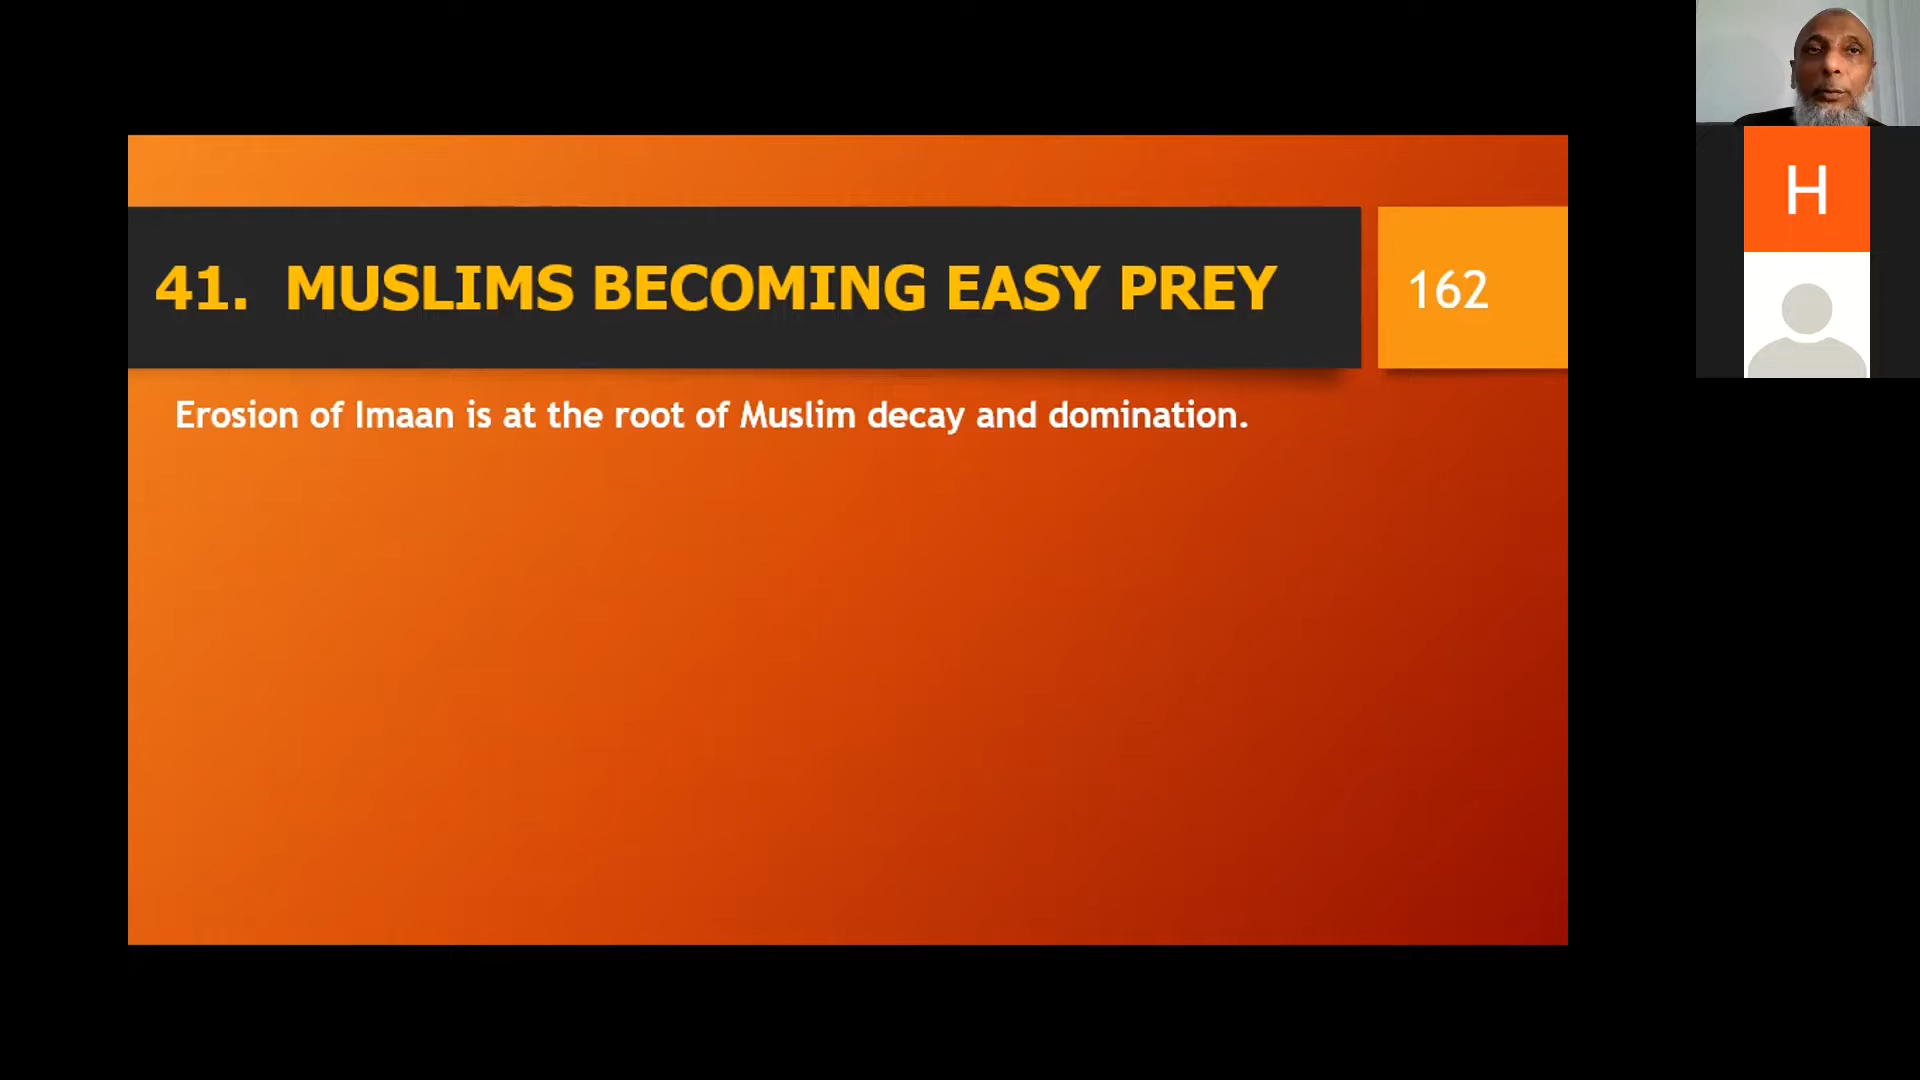 41. MUSLIMS BECOMING EASY PREY
162
Erosion of Imaan is at the root of Muslim decay and domination.
H